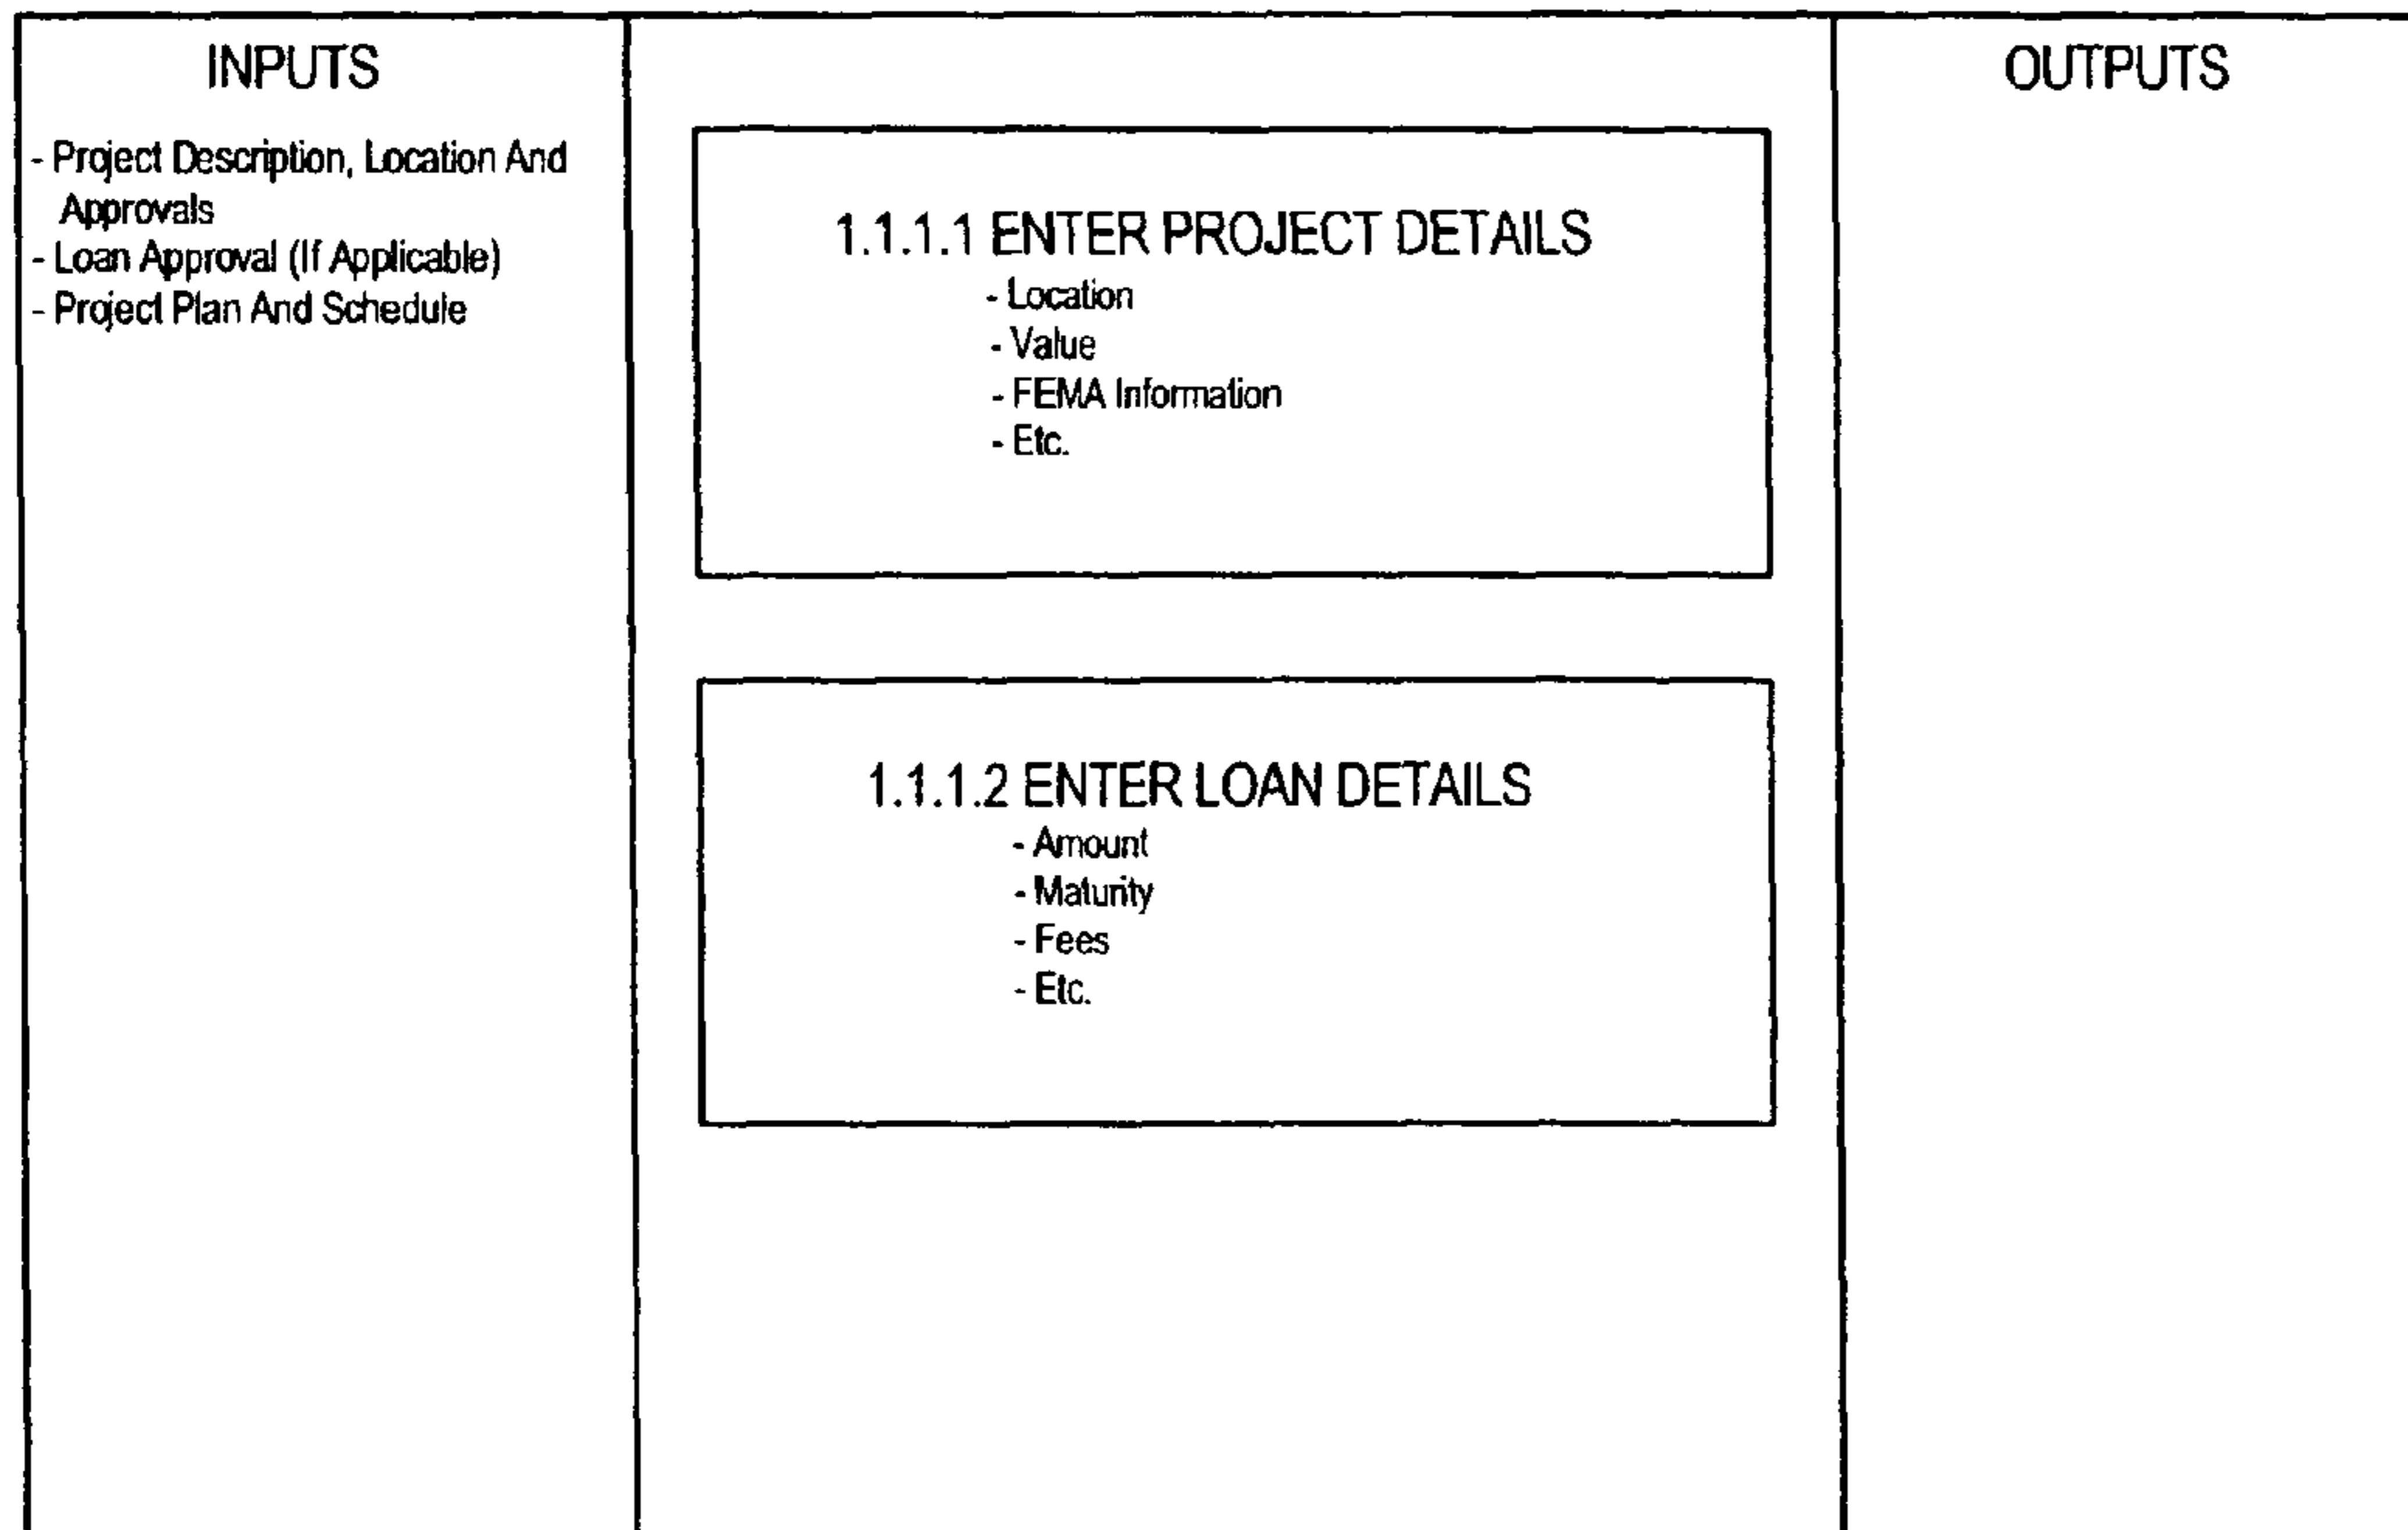 INPUTS
- Project Description, Location And
Approvals
- Loan Approval (If Applicable)
- Project Plan And Schedule
1.1.1.1 ENTER PROJECT DETAILS
- Location
- Value
- FEMA Information
- Etc.
1.1.1.2 ENTER LOAN DETAILS
- Amount
- Maturity
- Fees
- Etc.
OUTPUTS